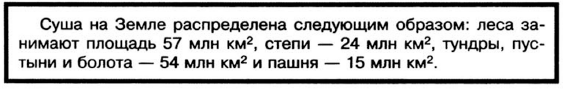 Суша на Земле распределена следующим образом: леса за-
нимают площадь 57 млн км², степи — 24 млн км², тундры, пус-
тыни и болота — 54 млн км² и пашня — 15 млн км².